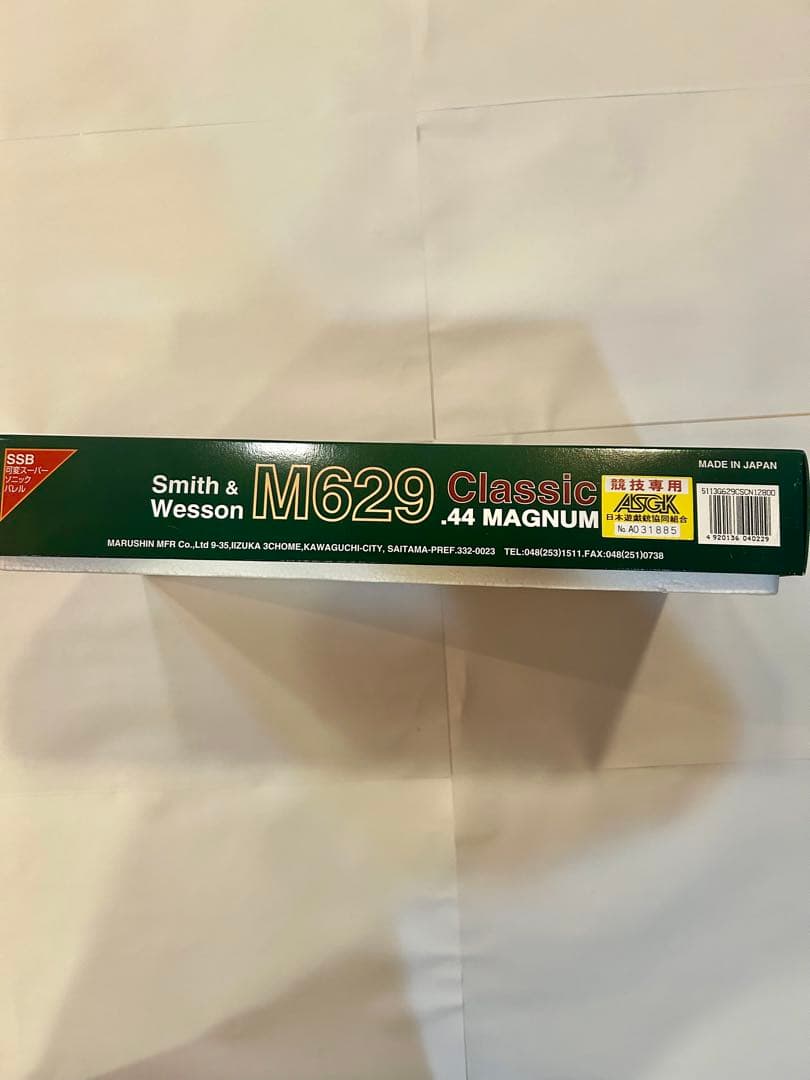 SSB
可変スーパー
ソニック
バレル
Smith &
Wesson
M629
Classic
.44 MAGNUM
競技専用
ASGK
日本遊戯銃協同組合
No. A031885
MADE IN JAPAN
5113G629CSCN12800
4 920136 040229
MARUSHIN MFR Co.,Ltd 9-35,IIZUKA 3CHOME,KAWAGUCHI-CITY, SAITAMA-PREF.332-0023 TEL:048(253)1511.FAX:048(251)0738